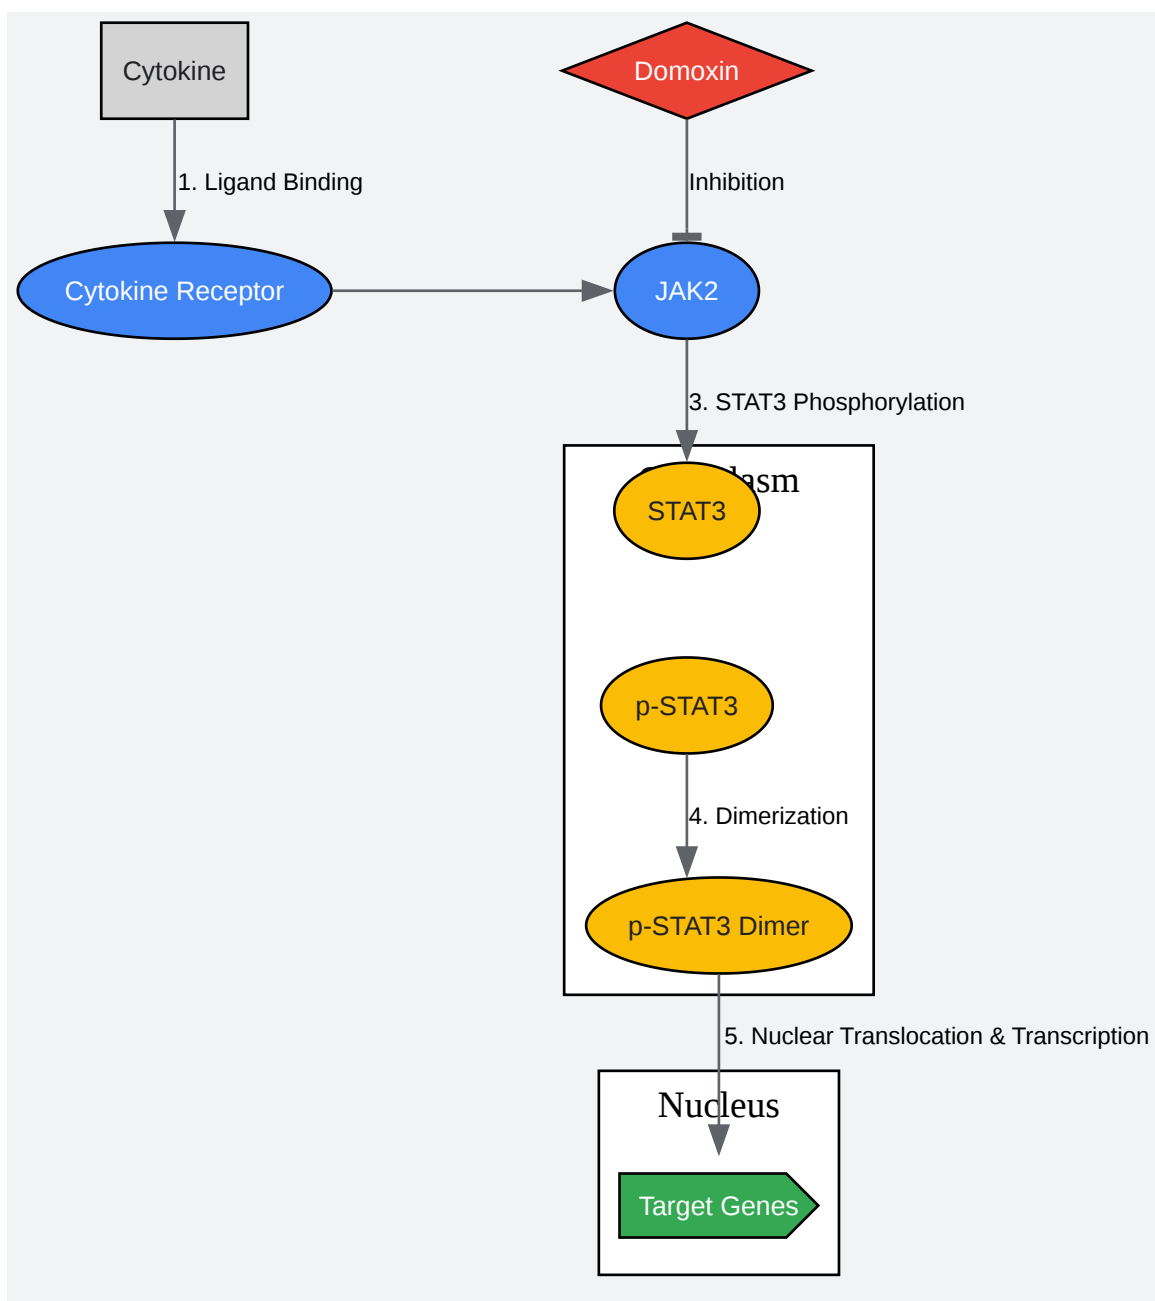 Cytokine
Domoxin
1. Ligand Binding
Inhibition
Cytokine Receptor
JAK2
3. STAT3 Phosphorylation
STAT3
p-STAT3
4. Dimerization
p-STAT3 Dimer
5. Nuclear Translocation & Transcription
Nucleus
Target Genes